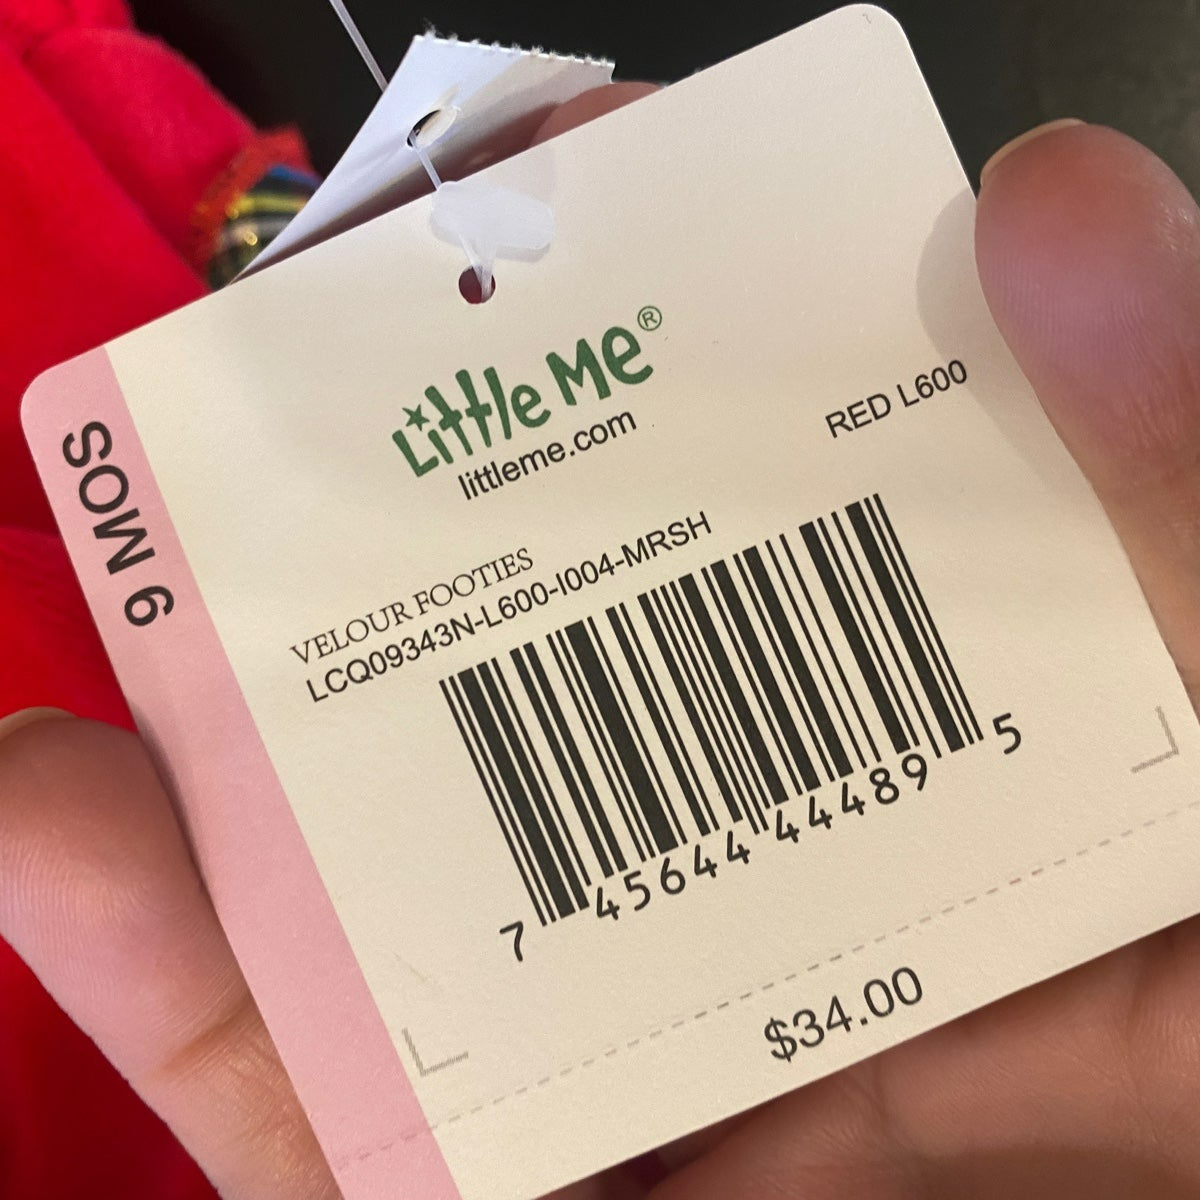 Little Me®
littleme.com
RED L600
9 MOS
VELOUR FOOTIES
LCQ09343N-L600-I004-MRSH
7 45644 44489 5
$34.00